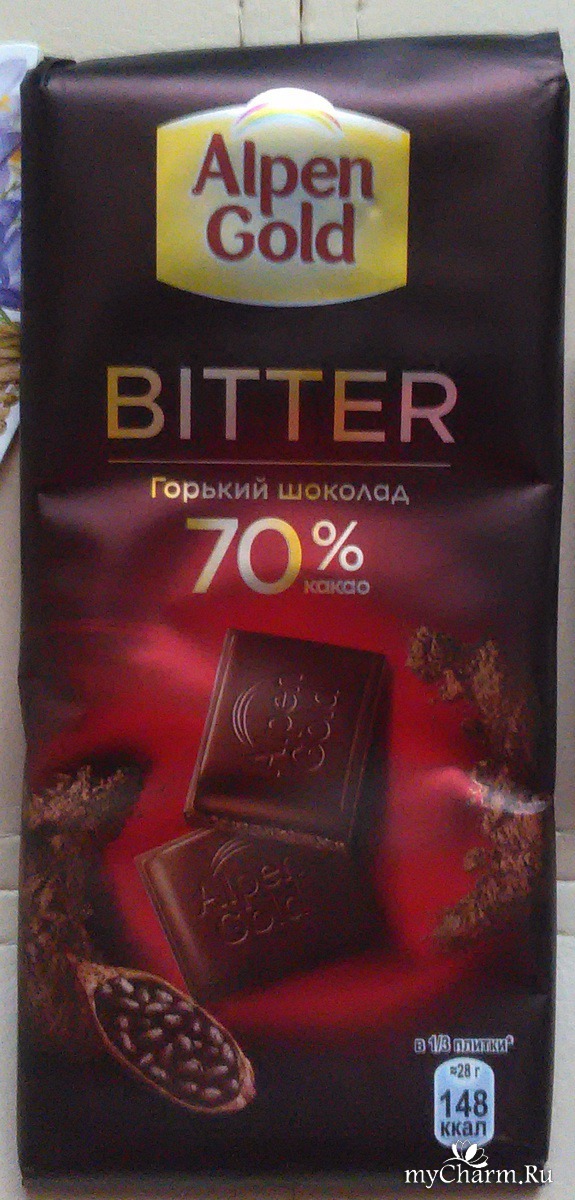 Alpen
Gold
BITTER
Горький шоколад
70%
какао
Alpen
Gold
Alpen
Gold
в 1/3 плитки*
≈28 г
148
ккал
myCharm.Ru